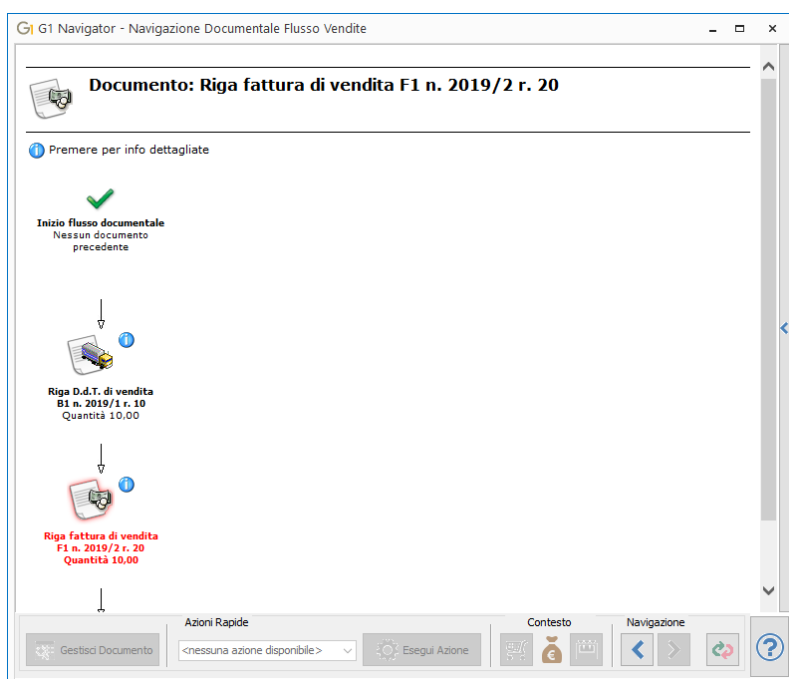 G1 G1 Navigator - Navigazione Documentale Flusso Vendite
Documento: Riga fattura di vendita F1 n. 2019/2 r. 20
Premere per info dettagliate
Inizio flusso documentale
Nessun documento
precedente
Riga D.d.T. di vendita
B1 n. 2019/1 r. 10
Quantità 10,00
Riga fattura di vendita
F1 n. 2019/2 r. 20
Quantità 10,00
Azioni Rapide
Contesto
Navigazione
Gestisci Documento
<nessuna azione disponibile>
Esegui Azione